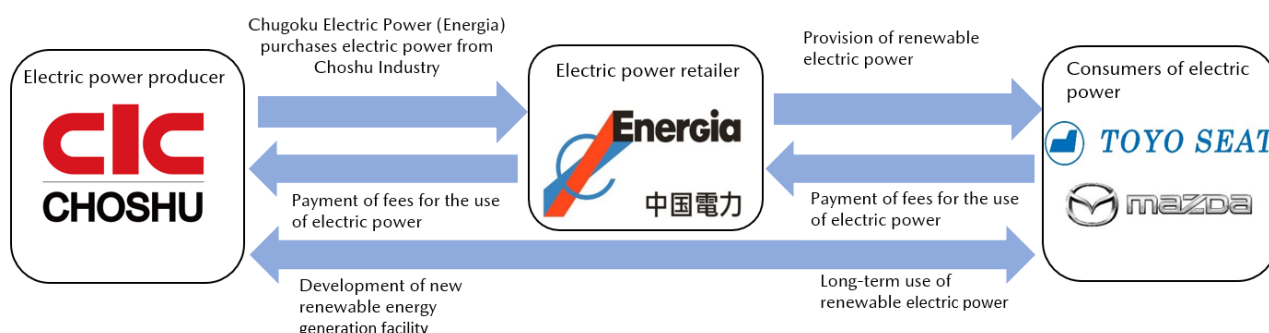 Electric power producer
CIC
CHOSHU
Chugoku Electric Power (Energia)
purchases electric power from
Choshu Industry
Payment of fees for the use
of electric power
Electric power retailer
Energia
中国電力
Provision of renewable
electric power
Payment of fees for the use
of electric power
Consumers of electric
power
TOYO SEAT
mazda
Development of new
renewable energy
generation facility
Long-term use of
renewable electric power